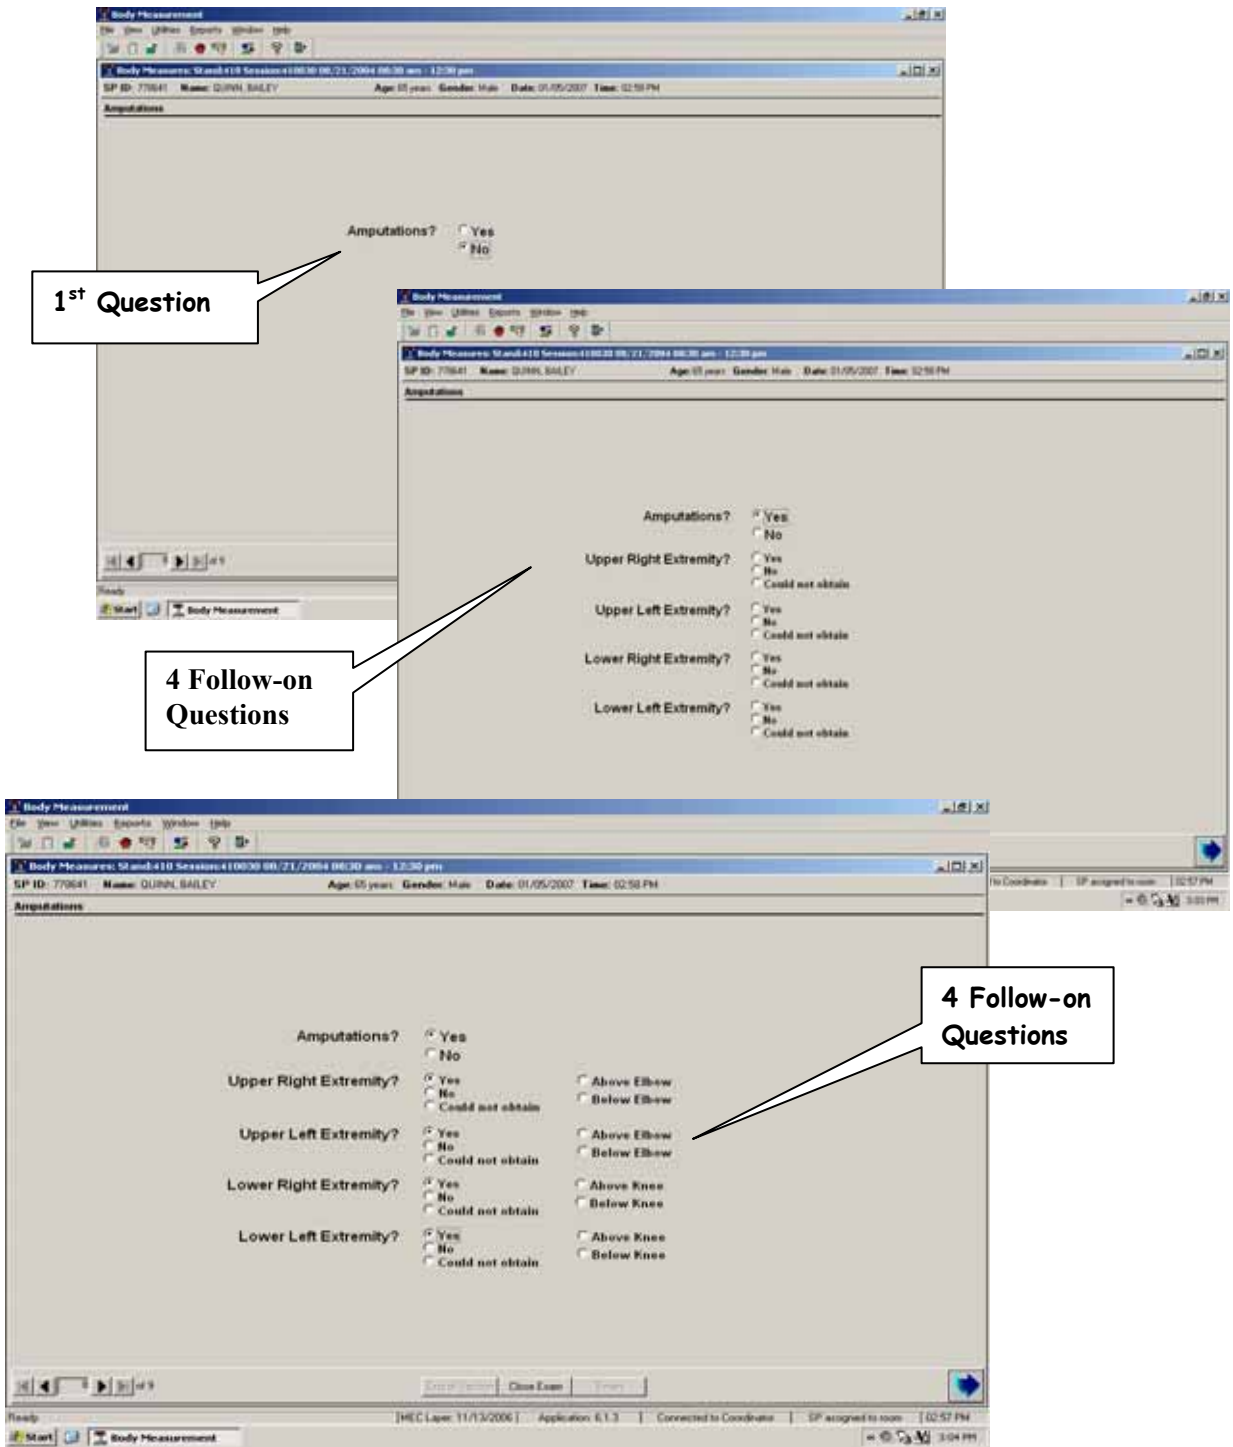 Body Measurement
File View Utilities Reports Window Help
Body Measures: Stand:410 Session:410030 08/21/2004 08:30 am - 12:30 pm
SP ID: 770641 Name: QUINN, BAILEY Age: 65 years Gender: Male Date: 01/05/2007 Time: 02:58 PM
Amputations
Amputations? Yes
No
of 9
Ready
Start Body Measurement
1st Question
Body Measurement
File View Utilities Reports Window Help
Body Measures: Stand:410 Session:410030 08/21/2004 08:30 am - 12:30 pm
SP ID: 770641 Name: QUINN, BAILEY Age: 65 years Gender: Male Date: 01/05/2007 Time: 02:58 PM
Amputations
Amputations? Yes
No
Upper Right Extremity? Yes
No
Could not obtain
Upper Left Extremity? Yes
No
Could not obtain
Lower Right Extremity? Yes
No
Could not obtain
Lower Left Extremity? Yes
No
Could not obtain
to Coordinator SP assigned to room 02:57 PM
3:03 PM
4 Follow-on
Questions
Body Measurement
File View Utilities Reports Window Help
Body Measures: Stand:410 Session:410030 08/21/2004 08:30 am - 12:30 pm
SP ID: 770641 Name: QUINN, BAILEY Age: 65 years Gender: Male Date: 01/05/2007 Time: 02:58 PM
Amputations
Amputations? Yes
No
Upper Right Extremity? Yes Above Elbow
No Below Elbow
Could not obtain
Upper Left Extremity? Yes Above Elbow
No Below Elbow
Could not obtain
Lower Right Extremity? Yes Above Knee
No Below Knee
Could not obtain
Lower Left Extremity? Yes Above Knee
No Below Knee
Could not obtain
4 Follow-on
Questions
of 9 Close Exam
Ready [MEC Layer: 11/13/2006] Application: 6.1.3 Connected to Coordinator SP assigned to room 02:57 PM
Start Body Measurement 3:04 PM